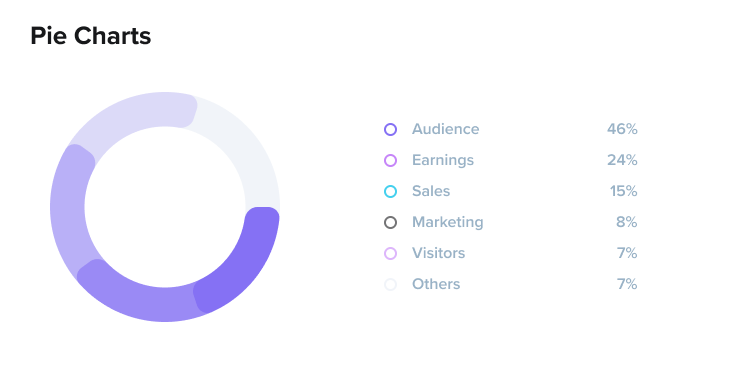 Pie Charts
Audience 46%
Earnings 24%
Sales 15%
Marketing 8%
Visitors 7%
Others 7%